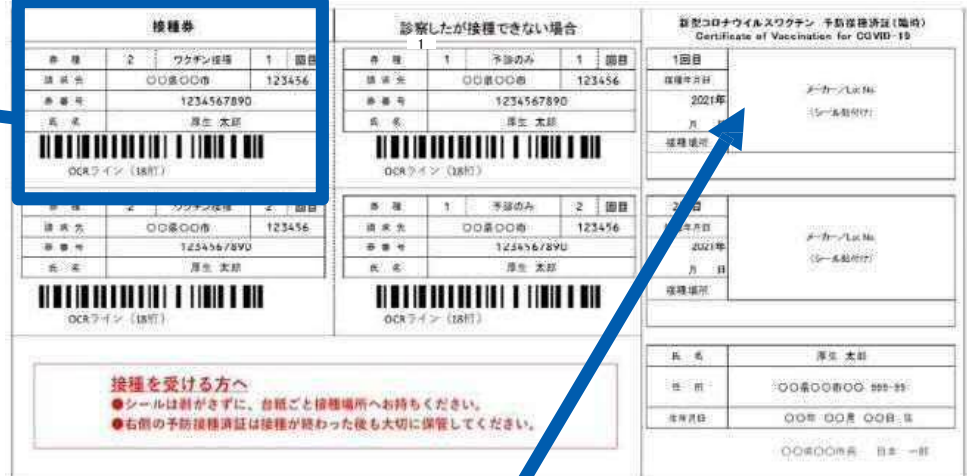 接種券
券種 2 ワクチン接種 1 回目
請求先 〇〇県〇〇市 123456
券番号 1234567890
氏名 厚生 太郎
OCRライン（18桁）
券種 2 ワクチン接種 2 回目
請求先 〇〇県〇〇市 123456
券番号 1234567890
氏名 厚生 太郎
OCRライン（18桁）
診察したが接種できない場合
1
券種 1 予診のみ 1 回目
請求先 〇〇県〇〇市 123456
券番号 1234567890
氏名 厚生 太郎
OCRライン（18桁）
券種 1 予診のみ 2 回目
請求先 〇〇県〇〇市 123456
券番号 1234567890
氏名 厚生 太郎
OCRライン（18桁）
接種を受ける方へ
●シールは剥がさずに、台紙ごと接種場所へお持ちください。
●右側の予防接種済証は接種が終わった後も大切に保管してください。
新型コロナウイルスワクチン 予防接種済証（臨時）
Certificate of Vaccination for COVID-19
1回目
接種年月日
2021年
月 日
接種場所
メーカー／Lot No.
（シール貼付け）
2回目
接種年月日
2021年
月 日
接種場所
メーカー／Lot No.
（シール貼付け）
氏名 厚生 太郎
住所 〇〇県〇〇市〇〇 999-99
生年月日 〇〇年 〇〇月 〇〇日 生
〇〇県〇〇市長 日本 一郎